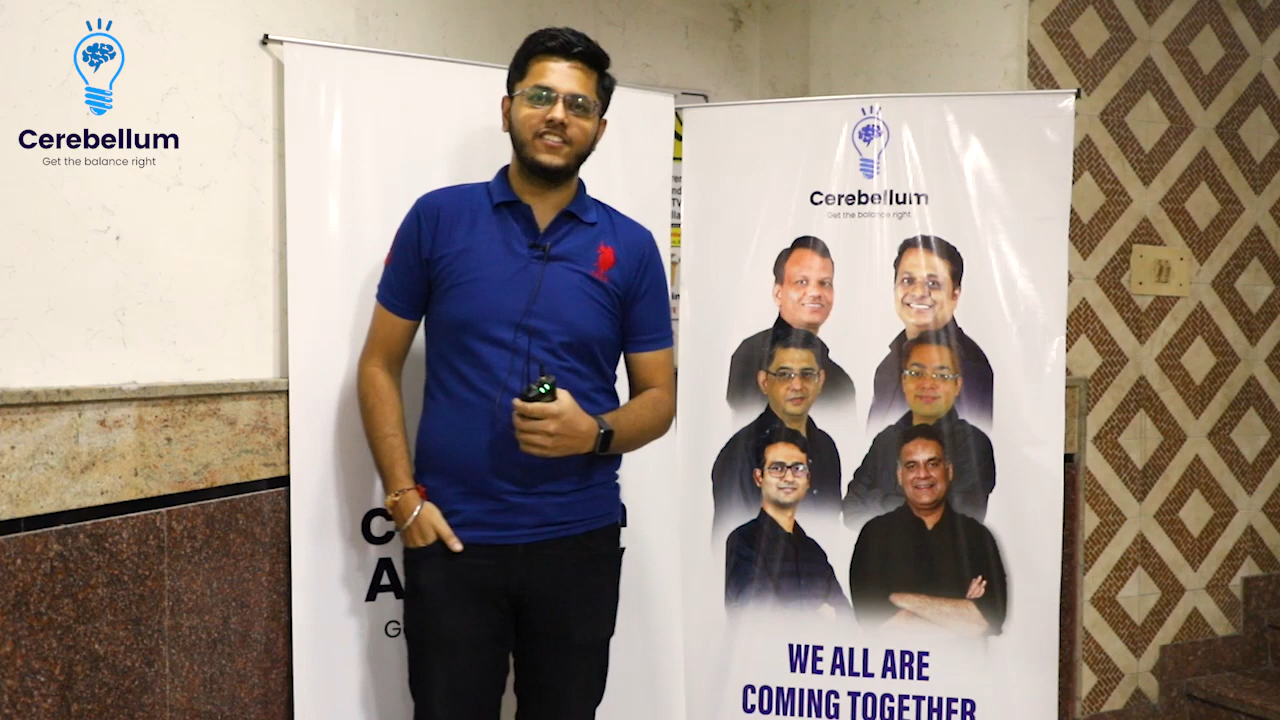 Cerebellum
Get the balance right
Cerebellum
Get the balance right
WE ALL ARE
COMING TOGETHER